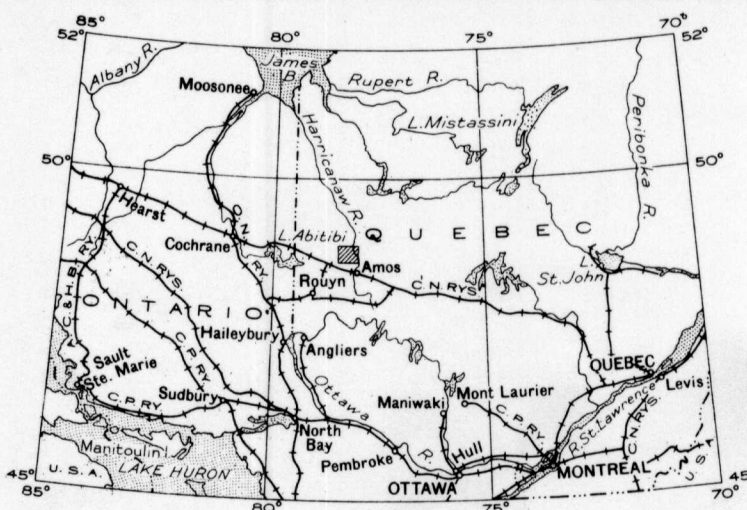 85°
80°
75°
70°
52°
52°
Albany R.
James B.
Rupert R.
Moosonee
L. Mistassini
Peribonka R.
Harricanaw R.
50°
50°
Hearst
O.N. RY.
L. Abitibi
QUEBEC
Cochrane
C.N. RYS.
Amos
L. St. John
Rouyn
C.N. RYS.
A.C. & H.B. RY.
ONTARIO
Haileybury
Angliers
C.P. RY.
QUEBEC
Sault Ste. Marie
Levis
Sudbury
Ottawa R.
Maniwaki
Mont Laurier
C.P. RY.
C.P. RY.
R. St. Lawrence
C.N. RYS.
North Bay
Manitoulin I.
Pembroke
Hull
MONTREAL
U.S.A.
LAKE HURON
OTTAWA
U.S.
45°
45°
85°
80°
75°
70°